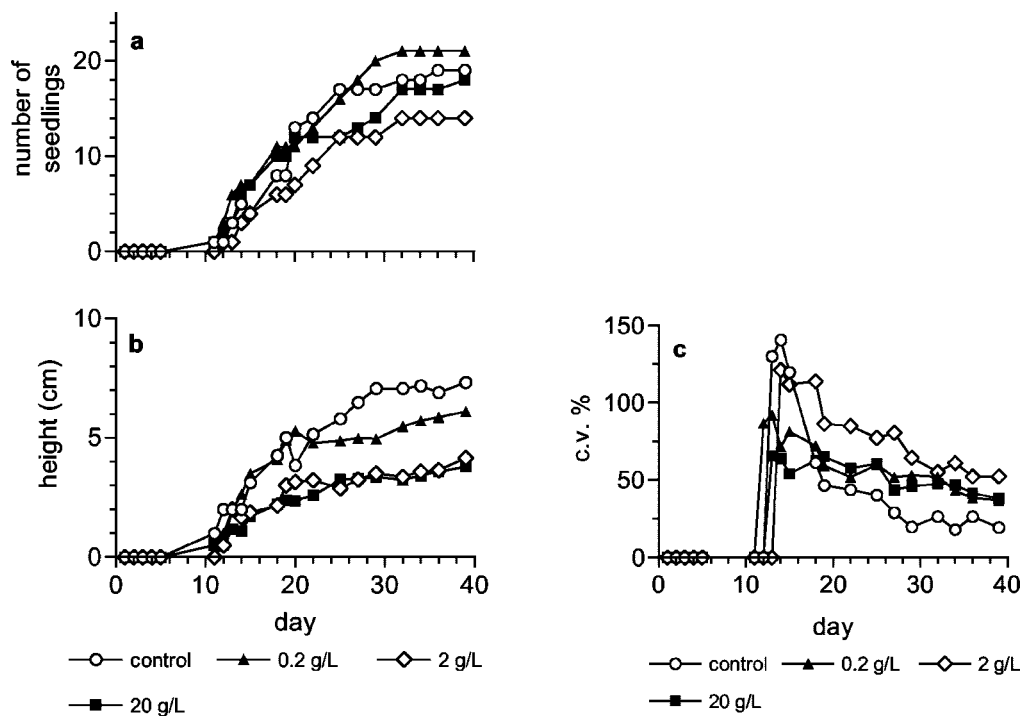 a
number of
seedlings
20
10
0
b
height (cm)
10
5
0
0 10 20 30 40
day
control 0.2 g/L 2 g/L
20 g/L
c
c.v. %
150
100
50
0
0 10 20 30 40
day
control 0.2 g/L 2 g/L
20 g/L